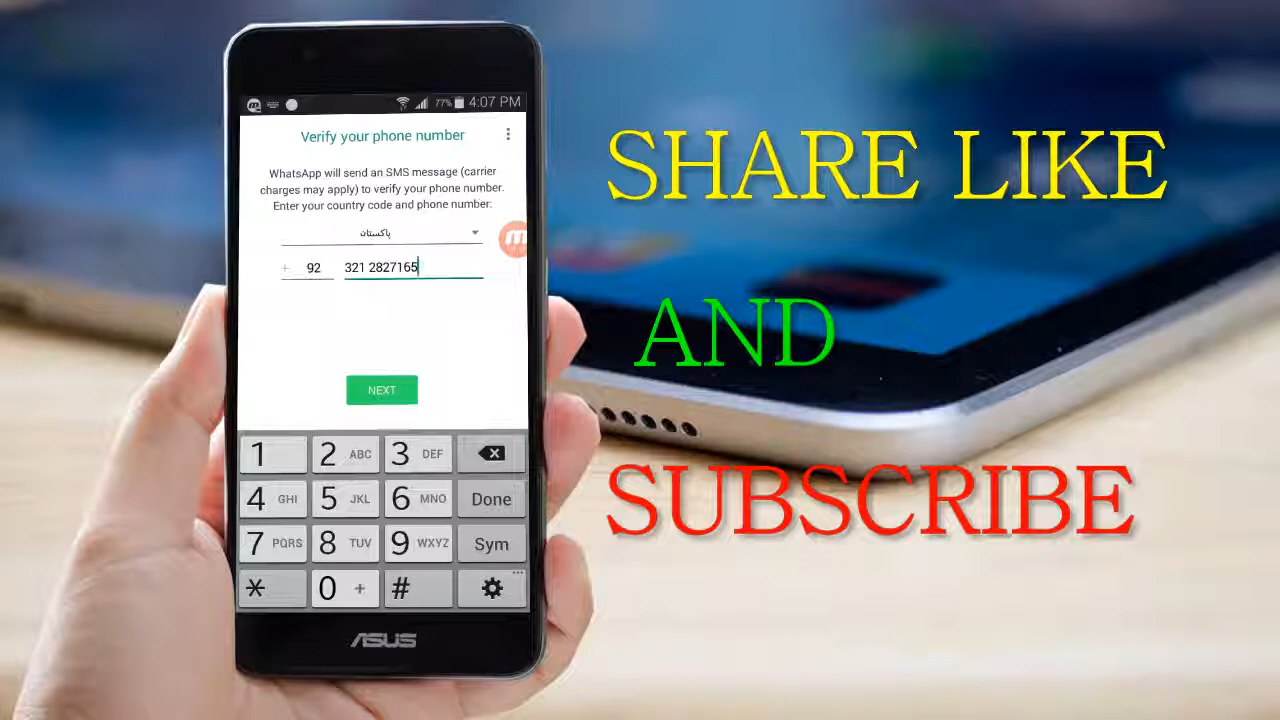 77% 4:07 PM
Verify your phone number
WhatsApp will send an SMS message (carrier
charges may apply) to verify your phone number.
Enter your country code and phone number:
پاکستان
+ 92 321 2827165
NEXT
1 2 ABC 3 DEF
4 GHI 5 JKL 6 MNO Done
7 PQRS 8 TUV 9 WXYZ Sym
* 0 + #
ASUS
SHARE LIKE
AND
SUBSCRIBE